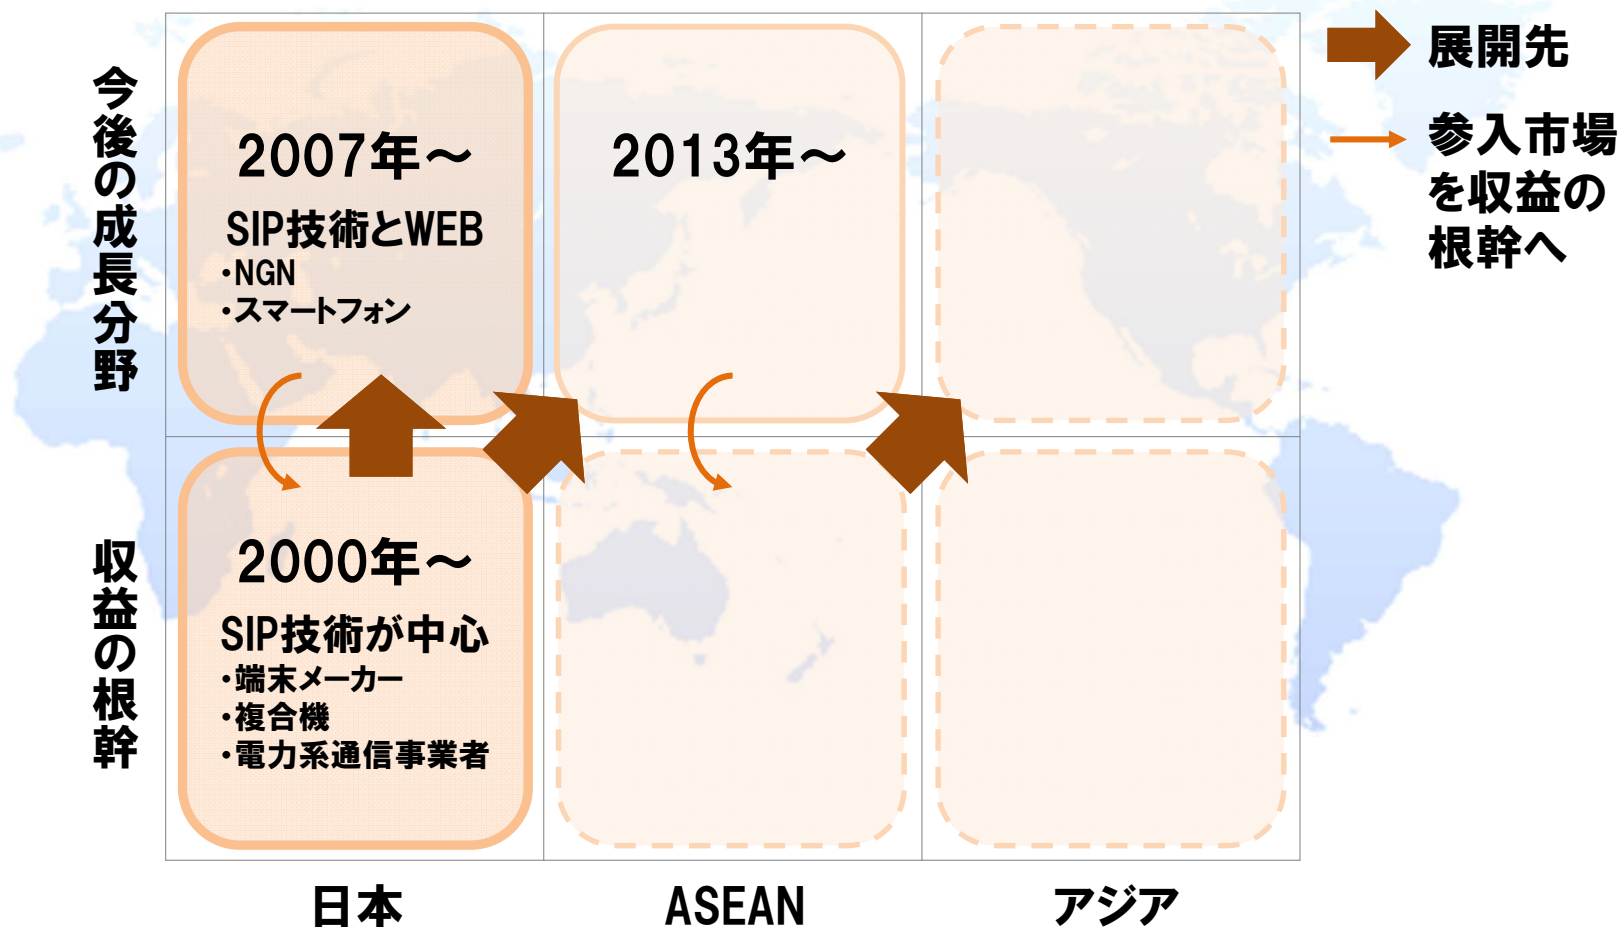 今後の成長分野
2007年～
SIP技術とWEB
・NGN
・スマートフォン
2013年～
展開先
参入市場
を収益の
根幹へ
収益の根幹
2000年～
SIP技術が中心
・端末メーカー
・複合機
・電力系通信事業者
日本
ASEAN
アジア